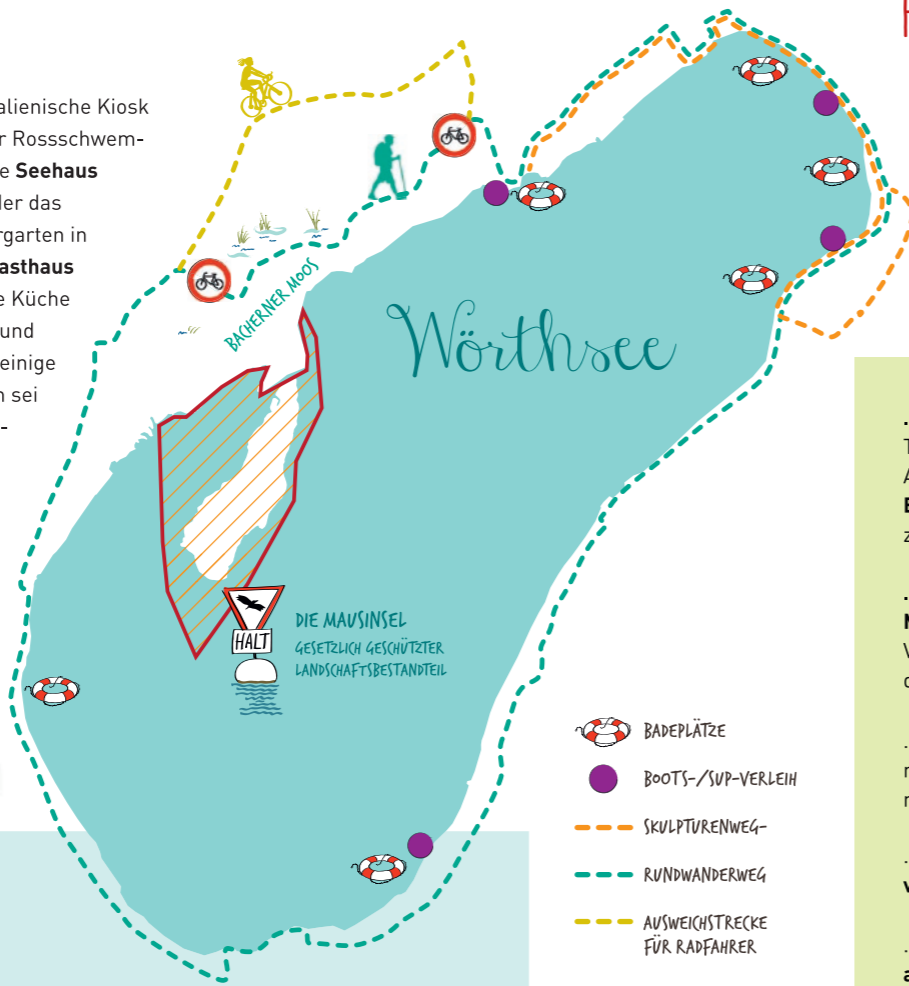 alienische Kiosk
r Rossschwem-
e Seehaus
der das
rgarten in
asthaus
e Küche
und
einige
n sei
-
BACHERNER MOOS
Wörthsee
HALT
DIE MAUSINSEL
GESETZLICH GESCHÜTZTER
LANDSCHAFTSBESTANDTEIL
BADEPLÄTZE
BOOTS-/SUP-VERLEIH
SKULPTURENWEG-
RUNDWANDERWEG
AUSWEICHSTRECKE
FÜR RADFAHRER